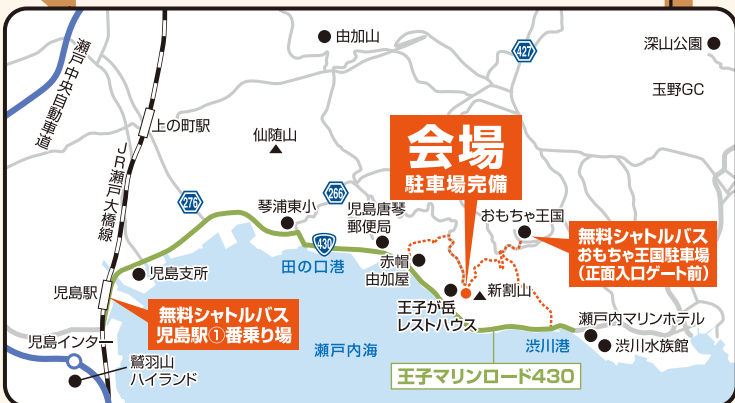 由加山
427
深山公園
玉野GC
瀬戸中央自動車道
上の町駅
仙随山
会場
駐車場完備
JR瀬戸大橋線
276
琴浦東小
266
児島唐琴
郵便局
おもちゃ王国
無料シャトルバス
おもちゃ王国駐車場
(正面入口ゲート前)
430
田の口港
赤帽
由加屋
児島支所
児島駅
無料シャトルバス
児島駅①番乗り場
王子が岳
レストハウス
新割山
瀬戸内マリンホテル
児島インター
瀬戸内海
渋川港
渋川水族館
鷲羽山
ハイランド
王子マリンロード430